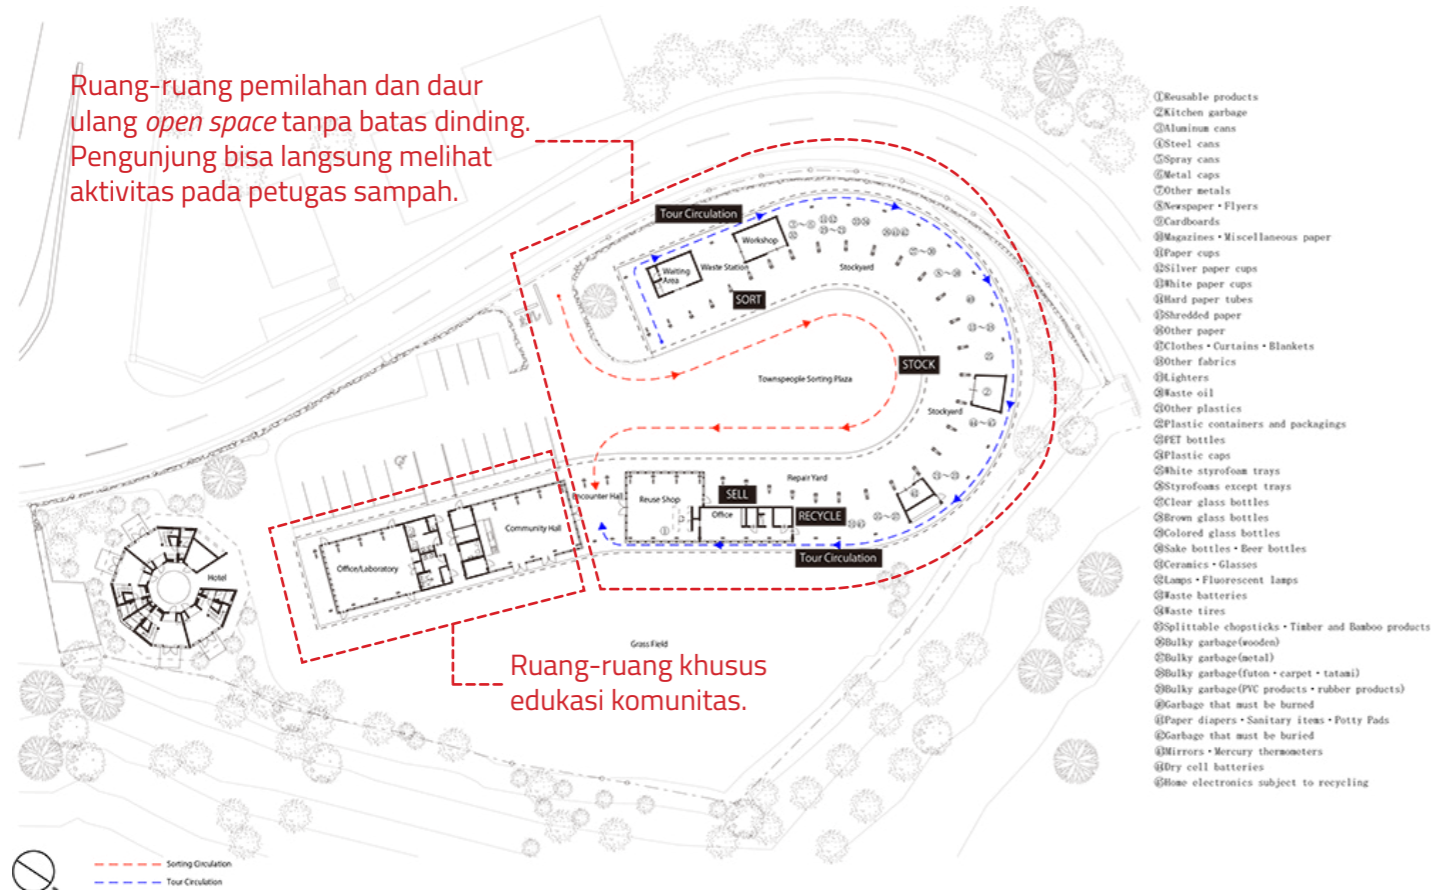 Ruang-ruang pemilahan dan daur
ulang open space tanpa batas dinding.
Pengunjung bisa langsung melihat
aktivitas pada petugas sampah.
Tour Circulation
Workshop
Waiting
Area
Waste Station
Stockyard
SORT
STOCK
Townspeople Sorting Plaza
Stockyard
②
Encounter Hall
Reuse Shop
①
SELL
Office
Repair Yard
RECYCLE
Tour Circulation
Community Hall
Office/Laboratory
Hotel
Grass Field
Ruang-ruang khusus
edukasi komunitas.
Sorting Circulation
Tour Circulation
①Reusable products
②Kitchen garbage
③Aluminum cans
④Steel cans
⑤Spray cans
⑥Metal caps
⑦Other metals
⑧Newspaper・Flyers
⑨Cardboards
⑩Magazines・Miscellaneous paper
⑪Paper cups
⑫Silver paper cups
⑬White paper cups
⑭Hard paper tubes
⑮Shredded paper
⑯Other paper
⑰Clothes・Curtains・Blankets
⑱Other fabrics
⑲Lighters
⑳Waste oil
㉑Other plastics
㉒Plastic containers and packagings
㉓PET bottles
㉔Plastic caps
㉕White styrofoam trays
㉖Styrofoams except trays
㉗Clear glass bottles
㉘Brown glass bottles
㉙Colored glass bottles
㉚Sake bottles・Beer bottles
㉛Ceramics・Glasses
㉜Lamps・Fluorescent lamps
㉝Waste batteries
㉞Waste tires
㉟Splittable chopsticks・Timber and Bamboo products
㊱Bulky garbage(wooden)
㊲Bulky garbage(metal)
㊳Bulky garbage(futon・carpet・tatami)
㊴Bulky garbage(PVC products・rubber products)
㊵Garbage that must be burned
㊶Paper diapers・Sanitary items・Potty Pads
㊷Garbage that must be buried
㊸Mirrors・Mercury thermometers
㊹Dry cell batteries
㊺Home electronics subject to recycling